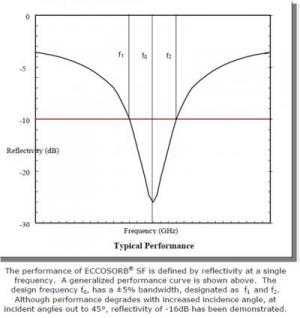 0
f₁ f₀ f₂
-5
-10
Reflectivity (dB)
-20
-30
Frequency (GHz)
Typical Performance
The performance of ECCOSORB® SF is defined by reflectivity at a single
frequency. A generalized performance curve is shown above. The
design frequency f₀, has a ±5% bandwidth, designated as f₁ and f₂.
Although performance degrades with increased incidence angle, at
incident angles out to 45º, reflectivity of -16dB has been demonstrated.